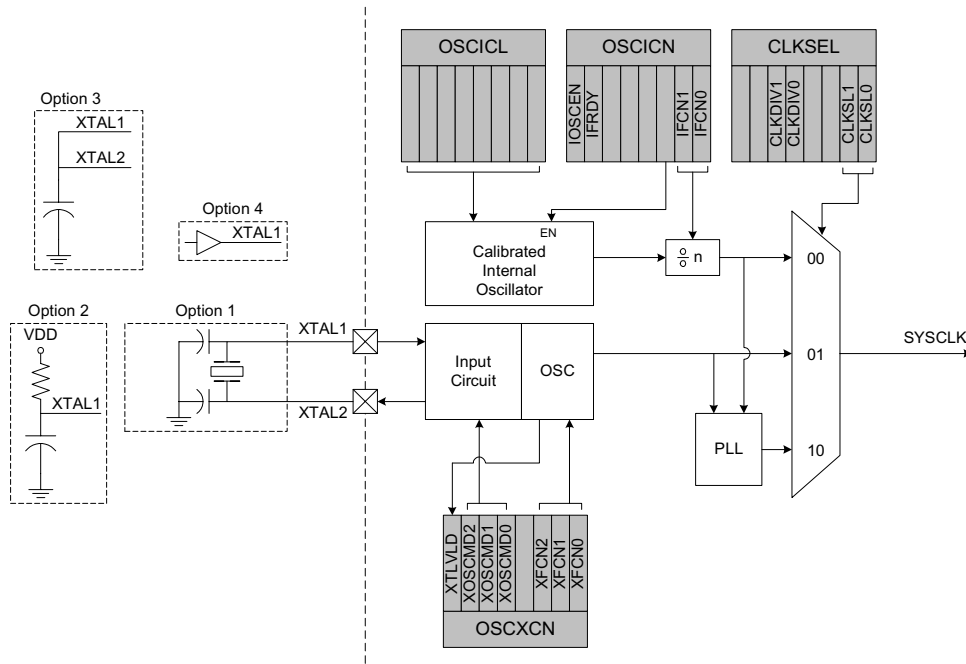 OSCICL
OSCICN
CLKSEL
IOSCEN
IFRDY
IFCN1
IFCN0
CLKDIV1
CLKDIV0
CLKSL1
CLKSL0
Option 3
XTAL1
XTAL2
Option 4
XTAL1
EN
Calibrated
Internal
Oscillator
n
00
Option 2
VDD
XTAL1
Option 1
XTAL1
XTAL2
Input
Circuit
OSC
01
SYSCLK
PLL
10
XTLVLD
XOSCMD2
XOSCMD1
XOSCMD0
XFCN2
XFCN1
XFCN0
OSCXCN